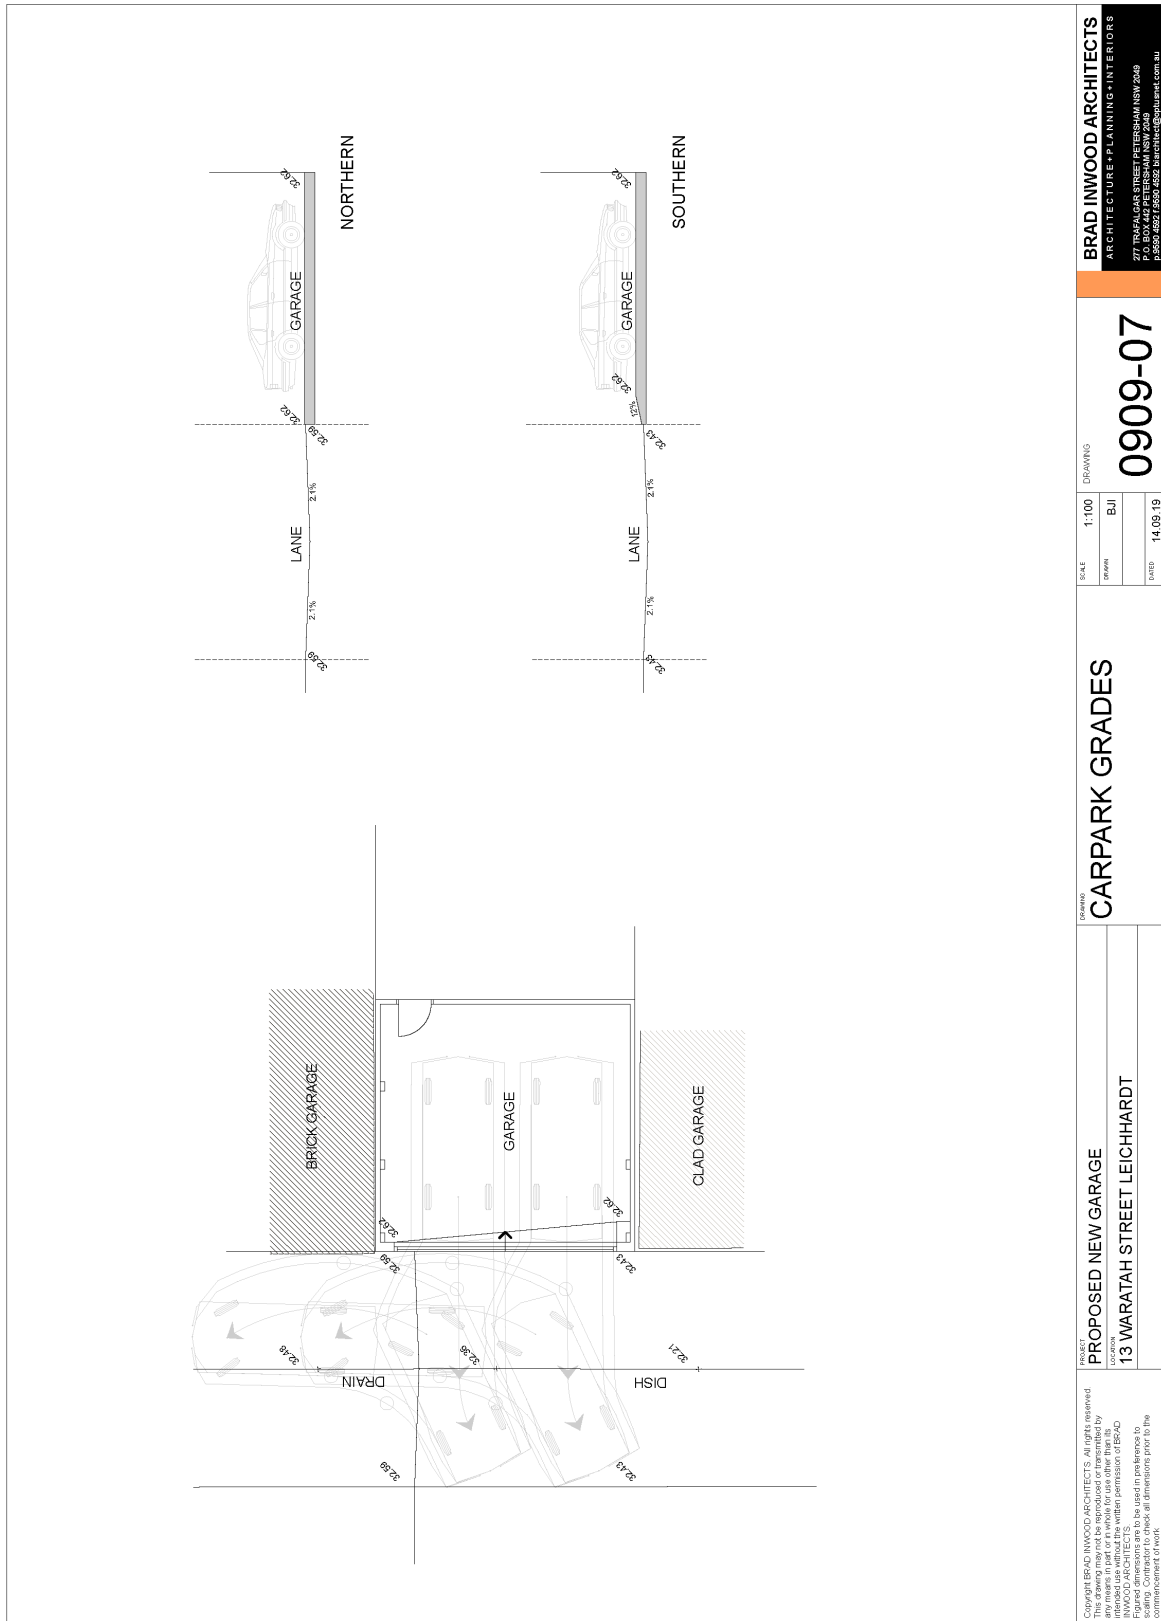 BRICK GARAGE
GARAGE
CLAD GARAGE
32.62
32.62
32.59
32.43
32.48
32.36
32.21
DRAIN
DISH
32.59
32.43
32.62
GARAGE
32.62
32.59
2.1%
LANE
2.1%
32.59
NORTHERN
32.62
GARAGE
32.62
12%
32.43
2.1%
LANE
2.1%
32.43
SOUTHERN
Copyright BRAD INWOOD ARCHITECTS. All rights reserved.
This drawing may not be reproduced or transmitted by
any means in part or in whole for use other than its
intended use without the written permission of BRAD
INWOOD ARCHITECTS.
Figured dimensions are to be used in preference to
scaling. Contractor to check all dimensions prior to the
commencement of work
PROJECT
PROPOSED NEW GARAGE
LOCATION
13 WARATAH STREET LEICHHARDT
DRAWING
CARPARK GRADES
SCALE
1:100
DRAWN
BJI
DATED
14.09.19
DRAWING
0909-07
BRAD INWOOD ARCHITECTS
ARCHITECTURE+PLANNING+INTERIORS
277 TRAFALGAR STREET PETERSHAM NSW 2049
P.O. BOX 442 PETERSHAM NSW 2049
p.9590 4592 f.9590 4592 biarchitect@optusnet.com.au